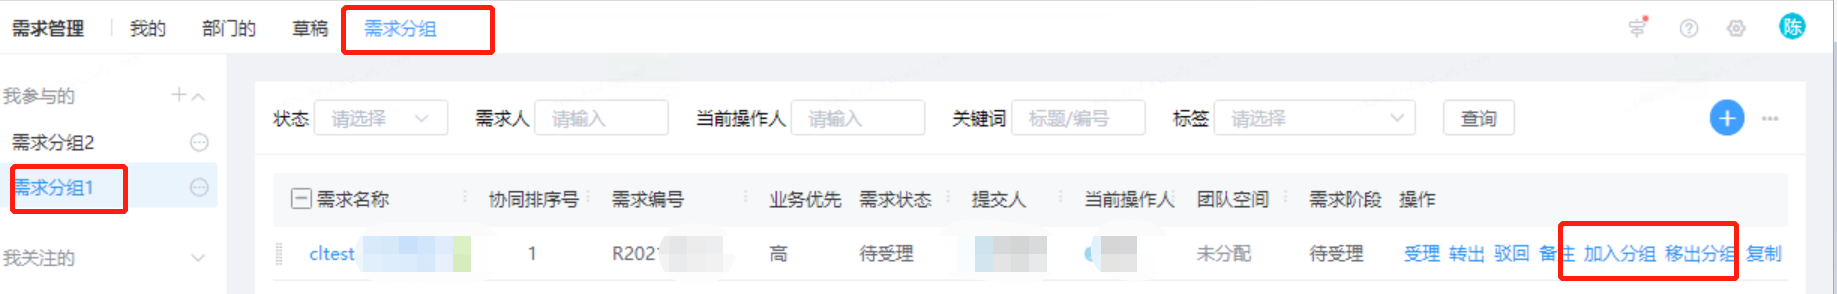 需求管理 我的 部门的 草稿 需求分组 陈
我参与的
需求分组2
需求分组1
我关注的
状态 请选择 需求人 请输入 当前操作人 请输入 关键词 标题/编号 标签 请选择 查询
需求名称 协同排序号 需求编号 业务优先 需求状态 提交人 当前操作人 团队空间 需求阶段 操作
cltest 1 R202 高 待受理 未分配 待受理 受理 转出 驳回 备注 加入分组 移出分组 复制